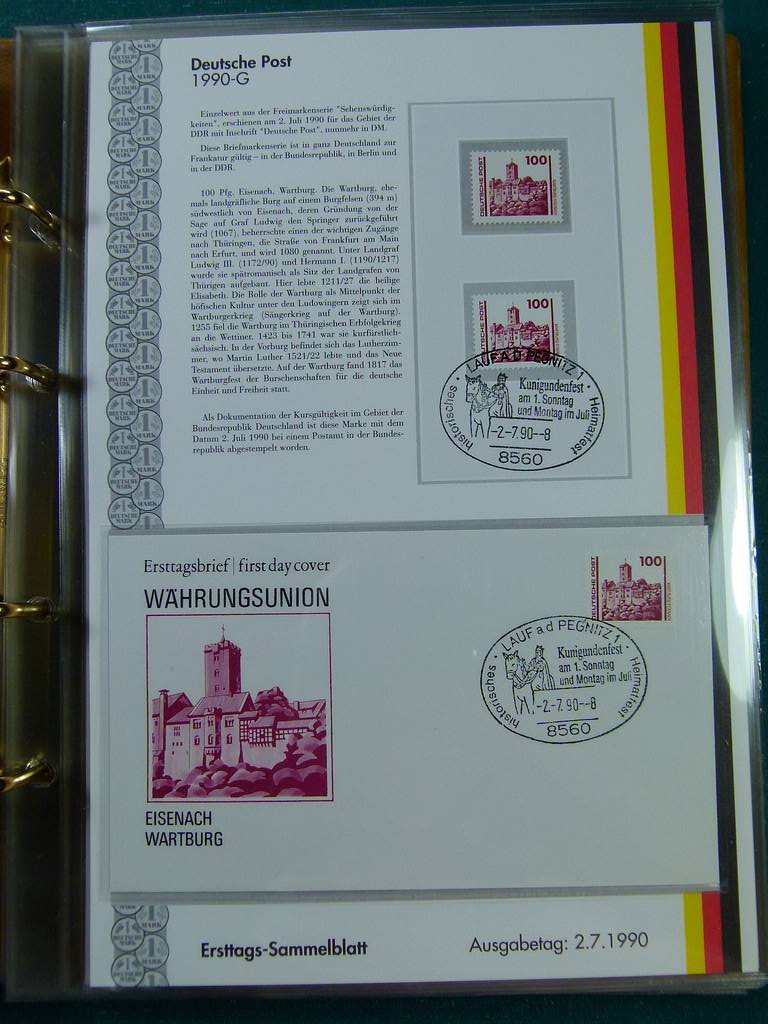 Deutsche Post
1990-G
Einzelwert aus der Freimarkenserie "Sehenswürdig-
keiten", erschienen am 2. Juli 1990 für das Gebiet der
DDR mit Inschrift "Deutsche Post", nunmehr in DM.
Diese Briefmarkenserie ist in ganz Deutschland zur
Frankatur gültig – in der Bundesrepublik, in Berlin und
in der DDR.
100 Pfg. Eisenach, Wartburg. Die Wartburg, ehe-
mals landgräfliche Burg auf einem Burgfelsen (394 m)
südwestlich von Eisenach, deren Gründung von der
Sage auf Graf Ludwig den Springer zurückgeführt
wird (1067), beherrschte einen der wichtigen Zugänge
nach Thüringen, die Straße von Frankfurt am Main
nach Erfurt, und wird 1080 genannt. Unter Landgraf
Ludwig III. (1172/90) und Hermann I. (1190/1217)
wurde sie spätromanisch als Sitz der Landgrafen von
Thürigen aufgebaut. Hier lebte 1211/27 die heilige
Elisabeth. Die Rolle der Wartburg als Mittelpunkt der
höfischen Kultur unter den Ludowingern zeigt sich im
Wartburgerkrieg (Sängerkrieg auf der Wartburg).
1255 fiel die Wartburg im Thüringischen Erbfolgekrieg
an die Wettiner. 1423 bis 1741 war sie kurfürstlich-
sächsisch. In der Vorburg befindet sich das Lutherzim-
mer, wo Martin Luther 1521/22 lebte und das Neue
Testament übersetzte. Auf der Wartburg fand 1817 das
Wartburgfest der Burschenschaften für die deutsche
Einheit und Freiheit statt.
Als Dokumentation der Kursgültigkeit im Gebiet der
Bundesrepublik Deutschland ist diese Marke mit dem
Datum 2. Juli 1990 bei einem Postamt in der Bundes-
republik abgestempelt worden.
DEUTSCHE POST
100
DEUTSCHE POST
100
LAUF A.D PEGNITZ 1
historisches
Heimatfest
Kunigundenfest
am 1. Sonntag
und Montag im Juli
-2.-7.90--8
8560
Ersttagsbrief | first day cover
WÄHRUNGSUNION
EISENACH
WARTBURG
DEUTSCHE POST
100
LAUF a d PEGNITZ 1
historisches
Heimatfest
Kunigundenfest
am 1. Sonntag
und Montag im Juli
-2.-7.90--8
8560
Ersttags-Sammelblatt
Ausgabetag: 2.7.1990
1
DEUTSCHE
MARK